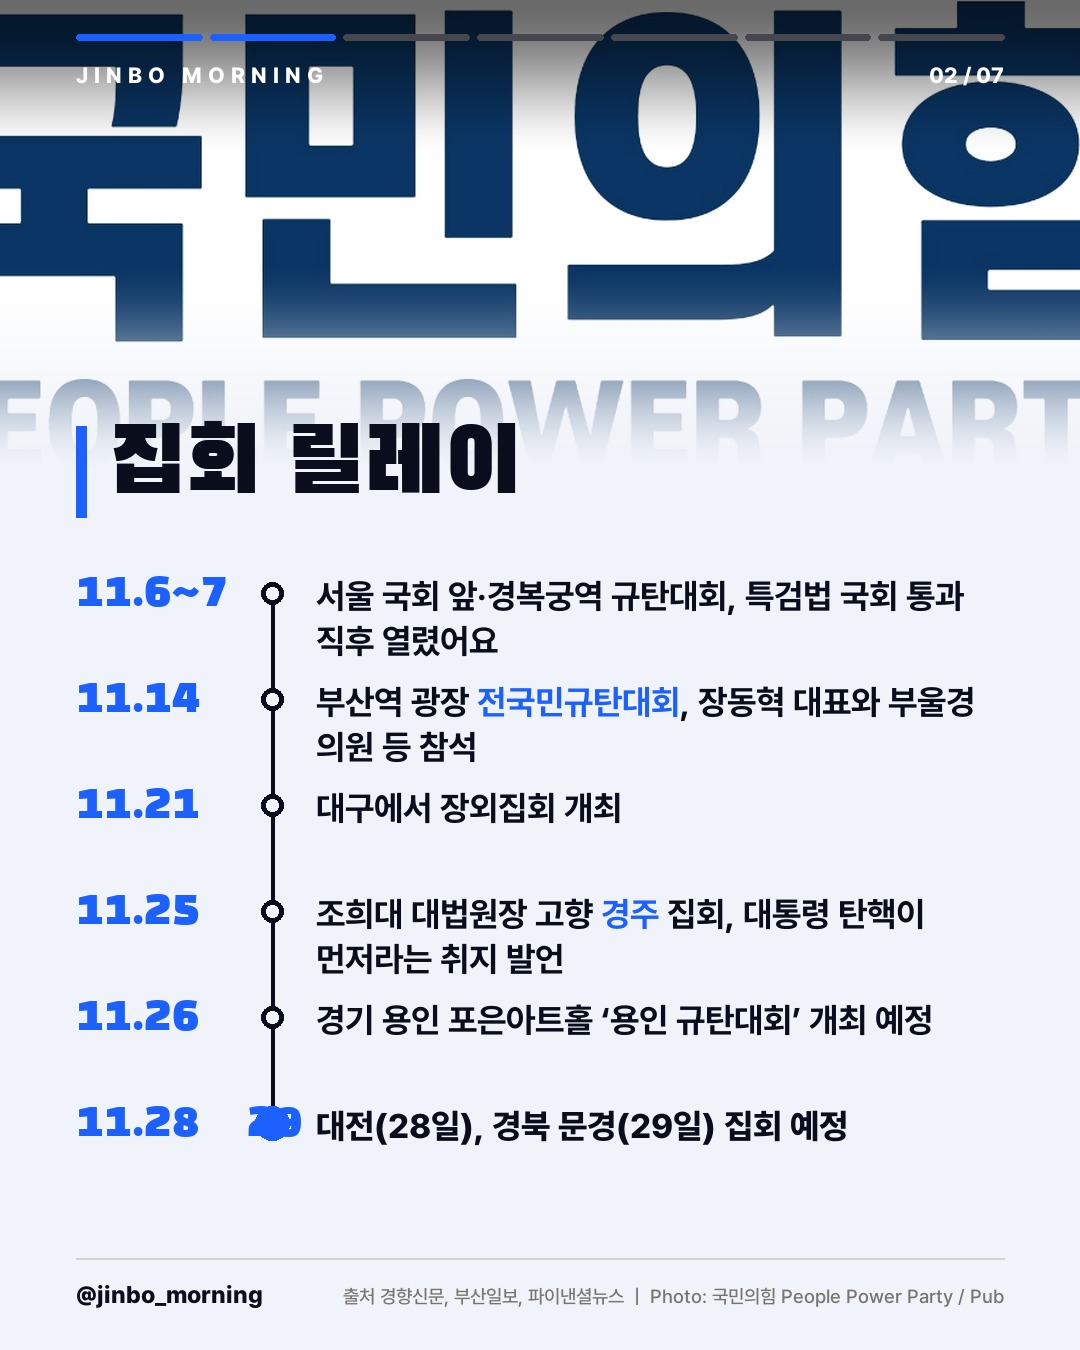 JINBO MORNING
02 / 07
국민의힘
PEOPLE POWER PARTY
집회 릴레이
11.6~7
서울 국회 앞·경복궁역 규탄대회, 특검법 국회 통과
직후 열렸어요
11.14
부산역 광장 전국민규탄대회, 장동혁 대표와 부울경
의원 등 참석
11.21
대구에서 장외집회 개최
11.25
조희대 대법원장 고향 경주 집회, 대통령 탄핵이
먼저라는 취지 발언
11.26
경기 용인 포은아트홀 ‘용인 규탄대회’ 개최 예정
11.28 29
대전(28일), 경북 문경(29일) 집회 예정
@jinbo_morning
출처 경향신문, 부산일보, 파이낸셜뉴스 | Photo: 국민의힘 People Power Party / Pub